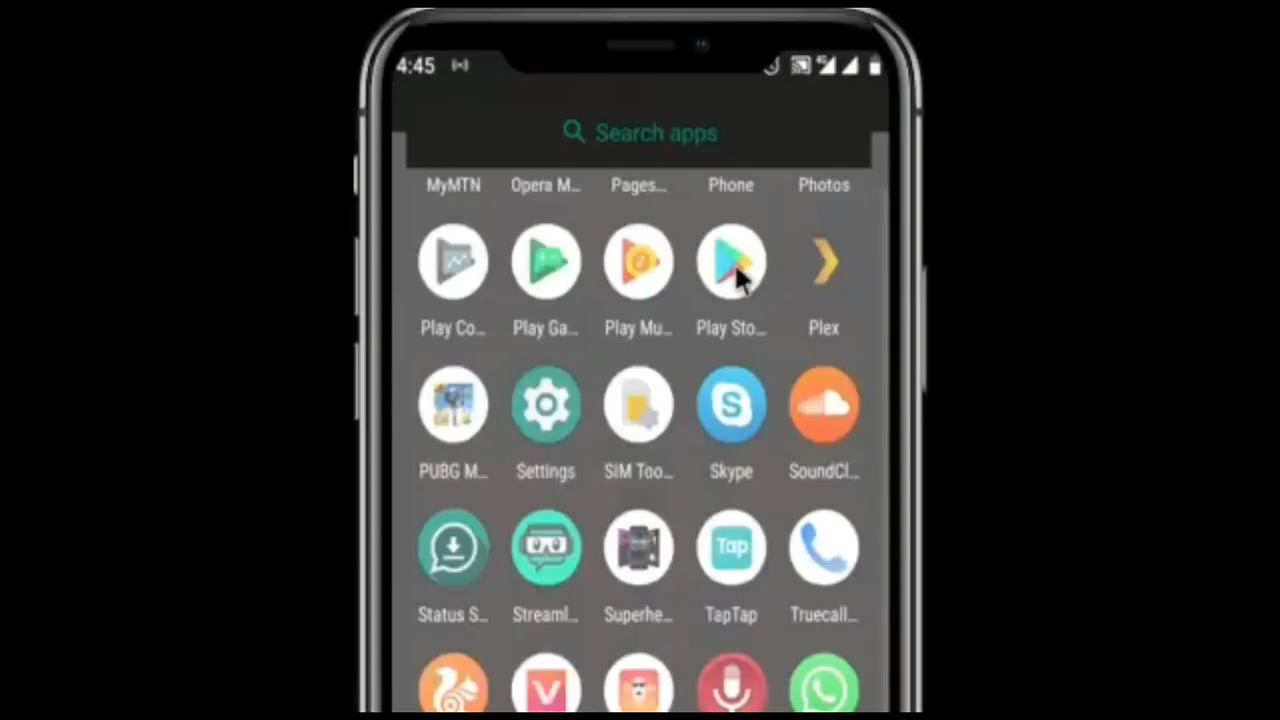 4:45
4G
Search apps
MyMTN Opera M... Pages... Phone Photos
Play Co... Play Ga... Play Mu... Play Sto... Plex
PUBG M... Settings SIM Too... Skype SoundCl...
Tap
Status S... Streaml... Superhe... TapTap Truecall...